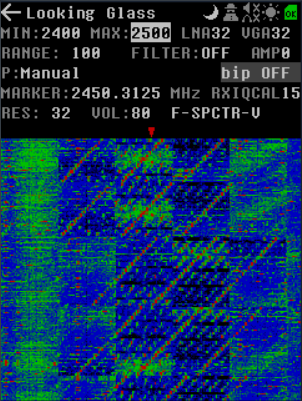 Looking Glass
OK
MIN:2400 MAX:2500 LNA32 VGA32
RANGE: 100 FILTER:OFF AMP0
P:Manual bip OFF
MARKER:2450.3125 MHz RXIQCAL15
RES: 32 VOL:80 F-SPCTR-V